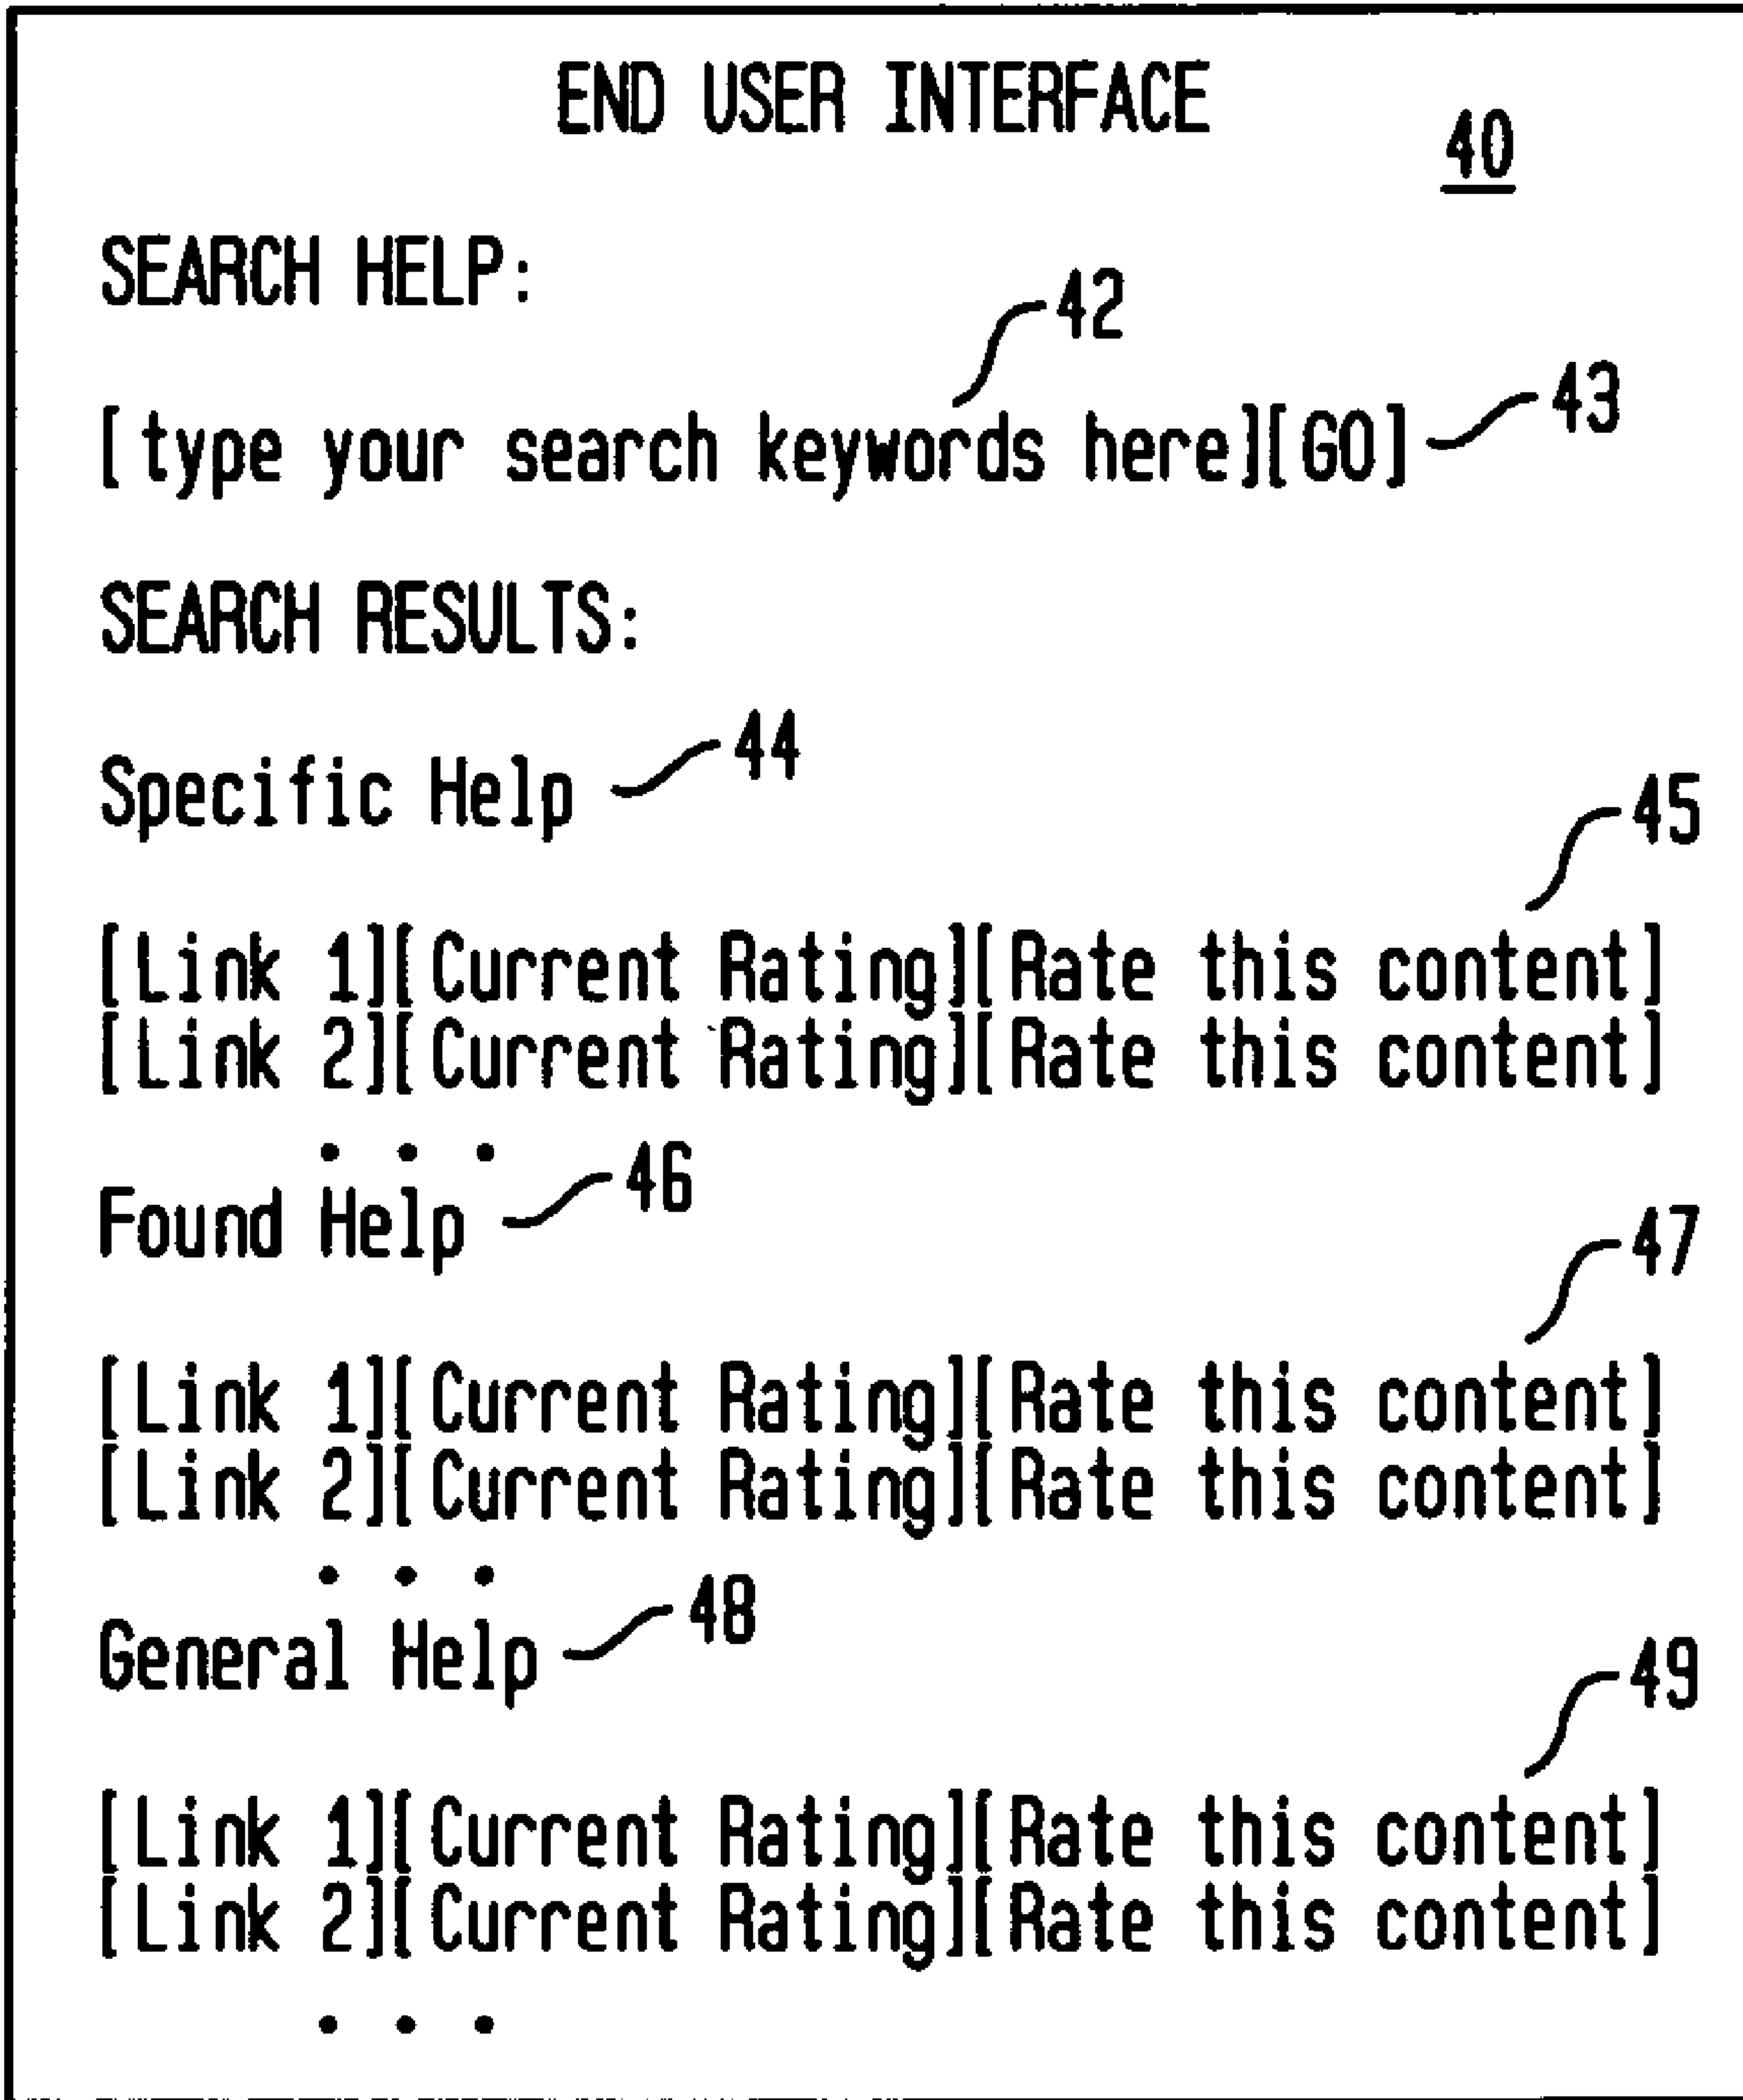 END USER INTERFACE
40
SEARCH HELP:
42
[type your search keywords here][GO] 43
SEARCH RESULTS:
Specific Help 44
45
[Link 1][Current Rating][Rate this content]
[Link 2][Current Rating][Rate this content]
. . .
Found Help 46
47
[Link 1][Current Rating][Rate this content]
[Link 2][Current Rating][Rate this content]
. . .
General Help 48
49
[Link 1][Current Rating][Rate this content]
[Link 2][Current Rating][Rate this content]
. . .